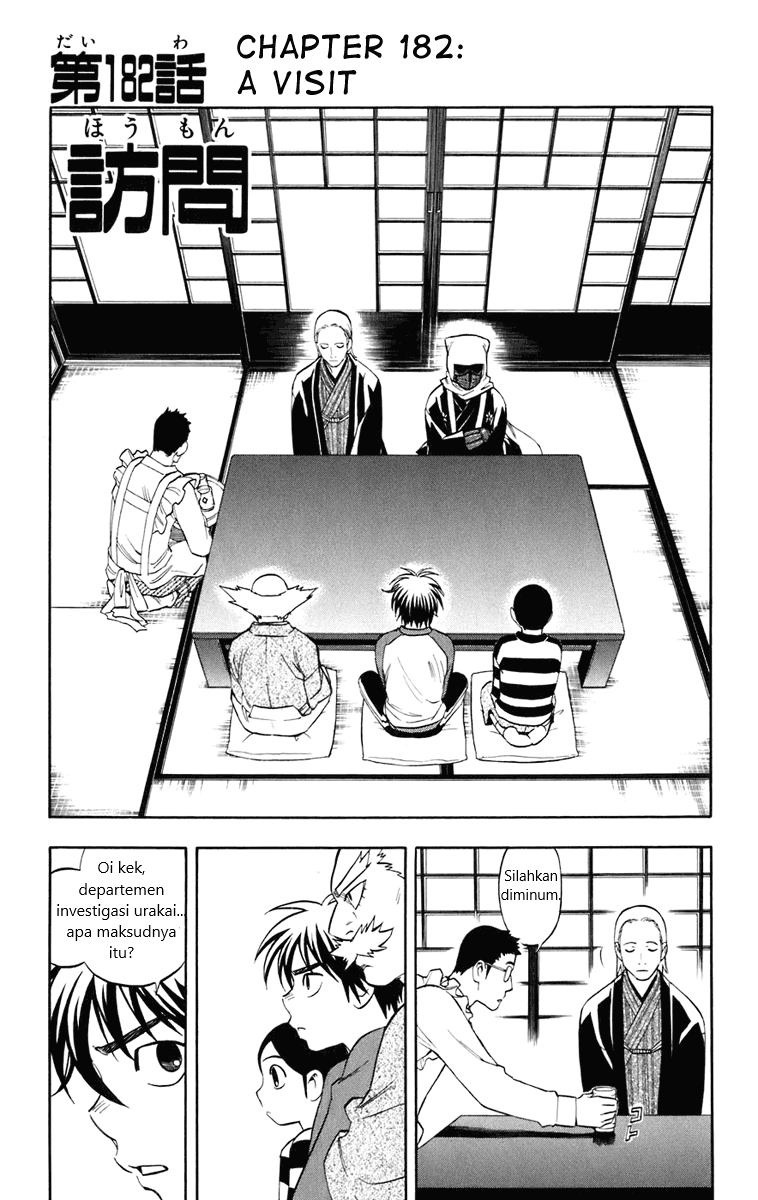 だい わ
第182話
CHAPTER 182:
A VISIT
ほう もん
訪問
Oi kek,
departemen
investigasi urakai..
apa maksudnya
itu?
Silahkan
diminum.
コト